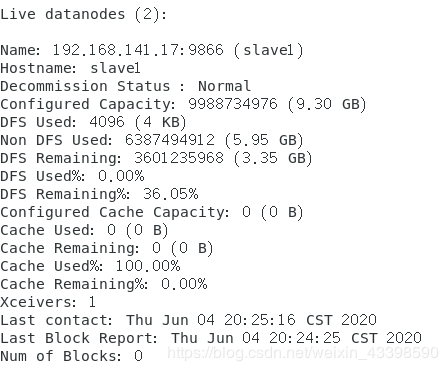 Live datanodes (2):
Name: 192.168.141.17:9866 (slave1)
Hostname: slave1
Decommission Status : Normal
Configured Capacity: 9988734976 (9.30 GB)
DFS Used: 4096 (4 KB)
Non DFS Used: 6387494912 (5.95 GB)
DFS Remaining: 3601235968 (3.35 GB)
DFS Used%: 0.00%
DFS Remaining%: 36.05%
Configured Cache Capacity: 0 (0 B)
Cache Used: 0 (0 B)
Cache Remaining: 0 (0 B)
Cache Used%: 100.00%
Cache Remaining%: 0.00%
Xceivers: 1
Last contact: Thu Jun 04 20:25:16 CST 2020
Last Block Report: Thu Jun 04 20:24:25 CST 2020
Num of Blocks: 0
https://blog.csdn.net/weixin_43398590